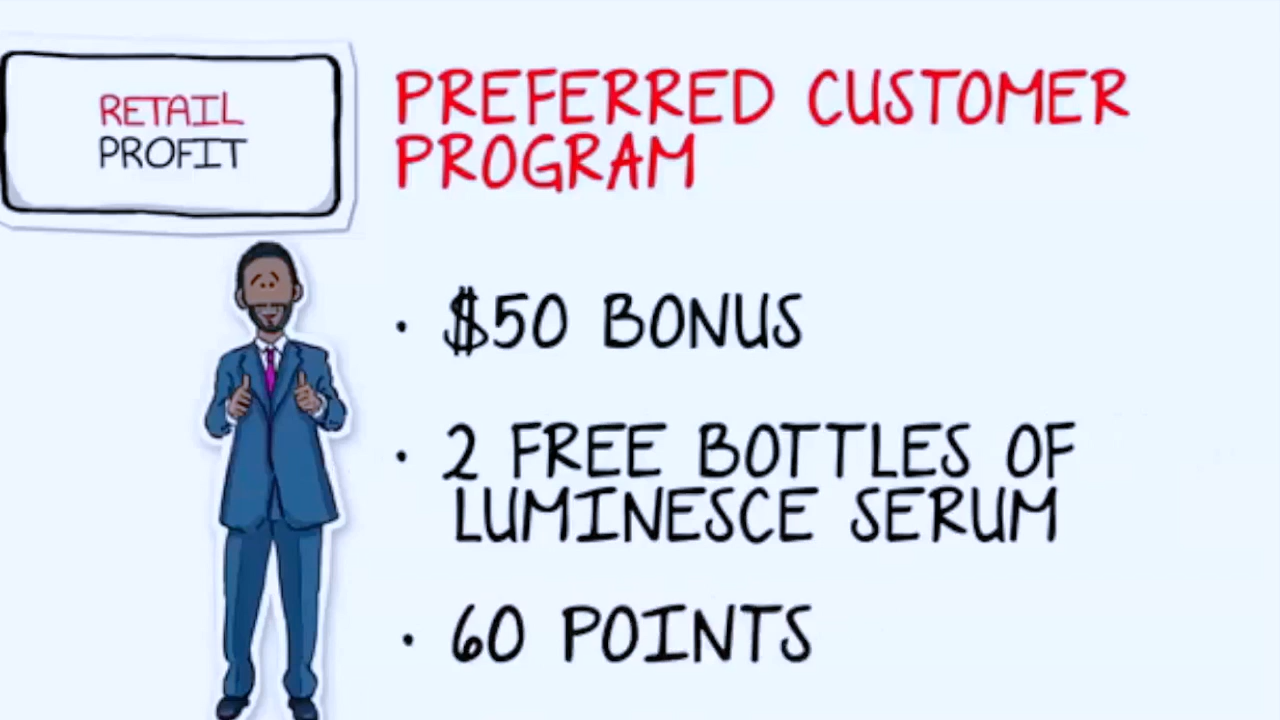 RETAIL
PROFIT
PREFERRED CUSTOMER
PROGRAM
· $50 BONUS
· 2 FREE BOTTLES OF
LUMINESCE SERUM
· 60 POINTS